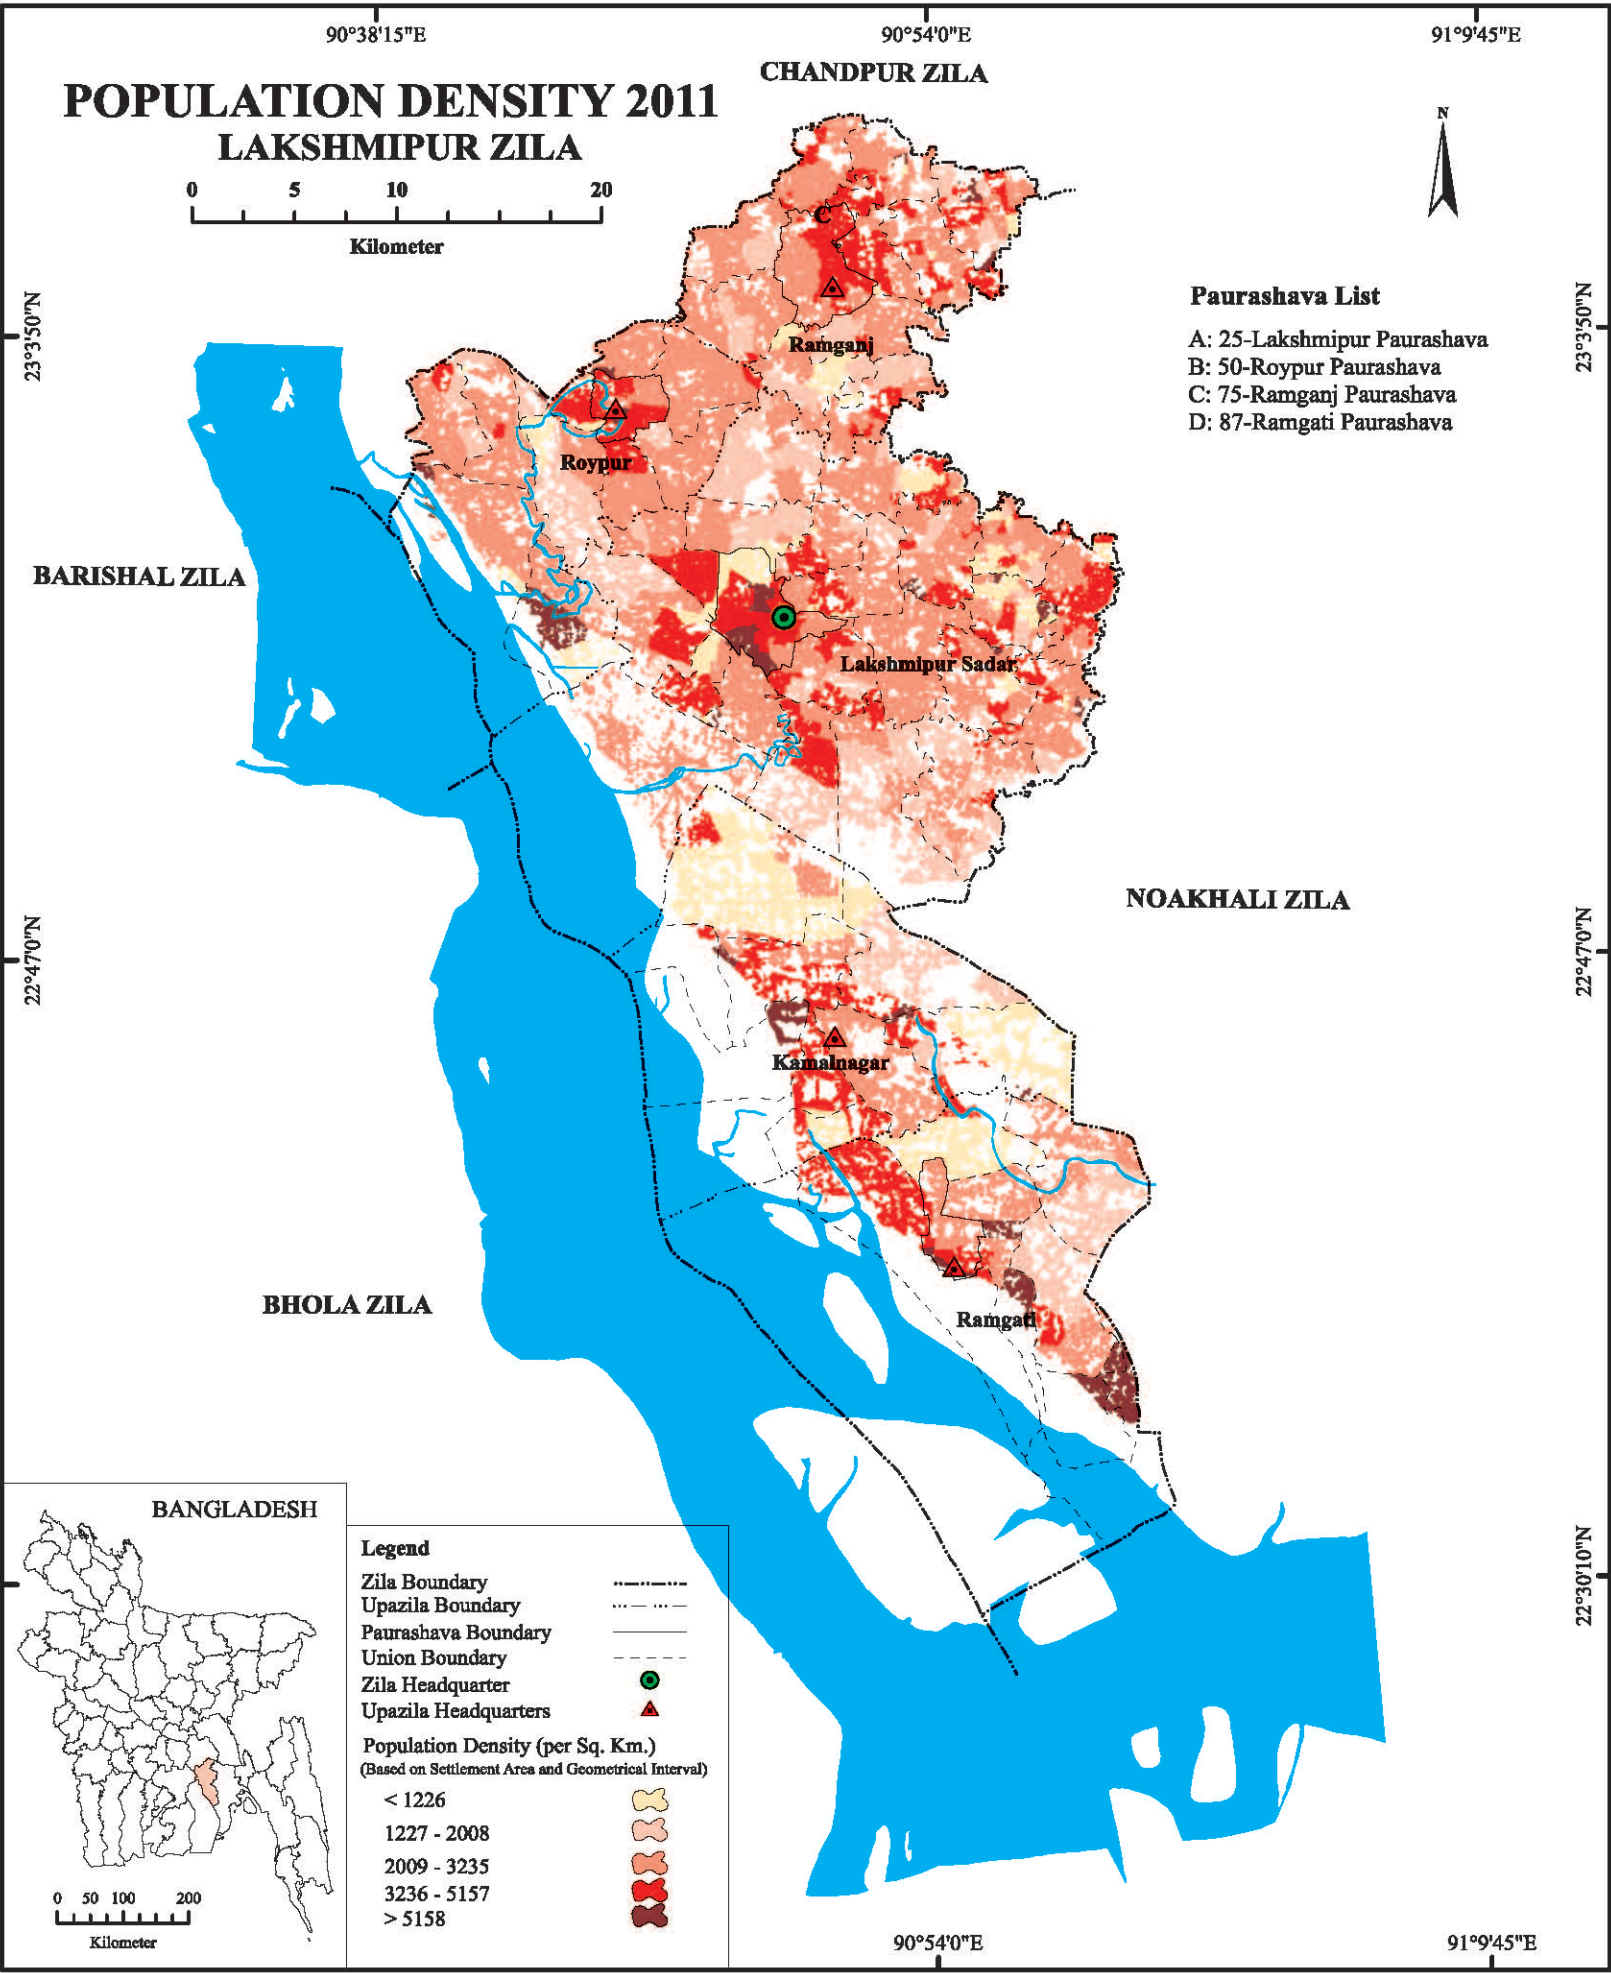 90°38'15"E
90°54'0"E
91°9'45"E
CHANDPUR ZILA
POPULATION DENSITY 2011
LAKSHMIPUR ZILA
0 5 10 20
Kilometer
N
C
23°3'50"N
23°3'50"N
Paurashava List
A: 25-Lakshmipur Paurashava
B: 50-Roypur Paurashava
C: 75-Ramganj Paurashava
D: 87-Ramgati Paurashava
Ramganj
Roypur
BARISHAL ZILA
Lakshmipur Sadar
NOAKHALI ZILA
22°47'0"N
22°47'0"N
Kamalnagar
BHOLA ZILA
Ramgati
22°30'10"N
BANGLADESH
0 50 100 200
Kilometer
Legend
Zila Boundary
Upazila Boundary
Paurashava Boundary
Union Boundary
Zila Headquarter
Upazila Headquarters
Population Density (per Sq. Km.)
(Based on Settlement Area and Geometrical Interval)
< 1226
1227 - 2008
2009 - 3235
3236 - 5157
> 5158
90°54'0"E
91°9'45"E